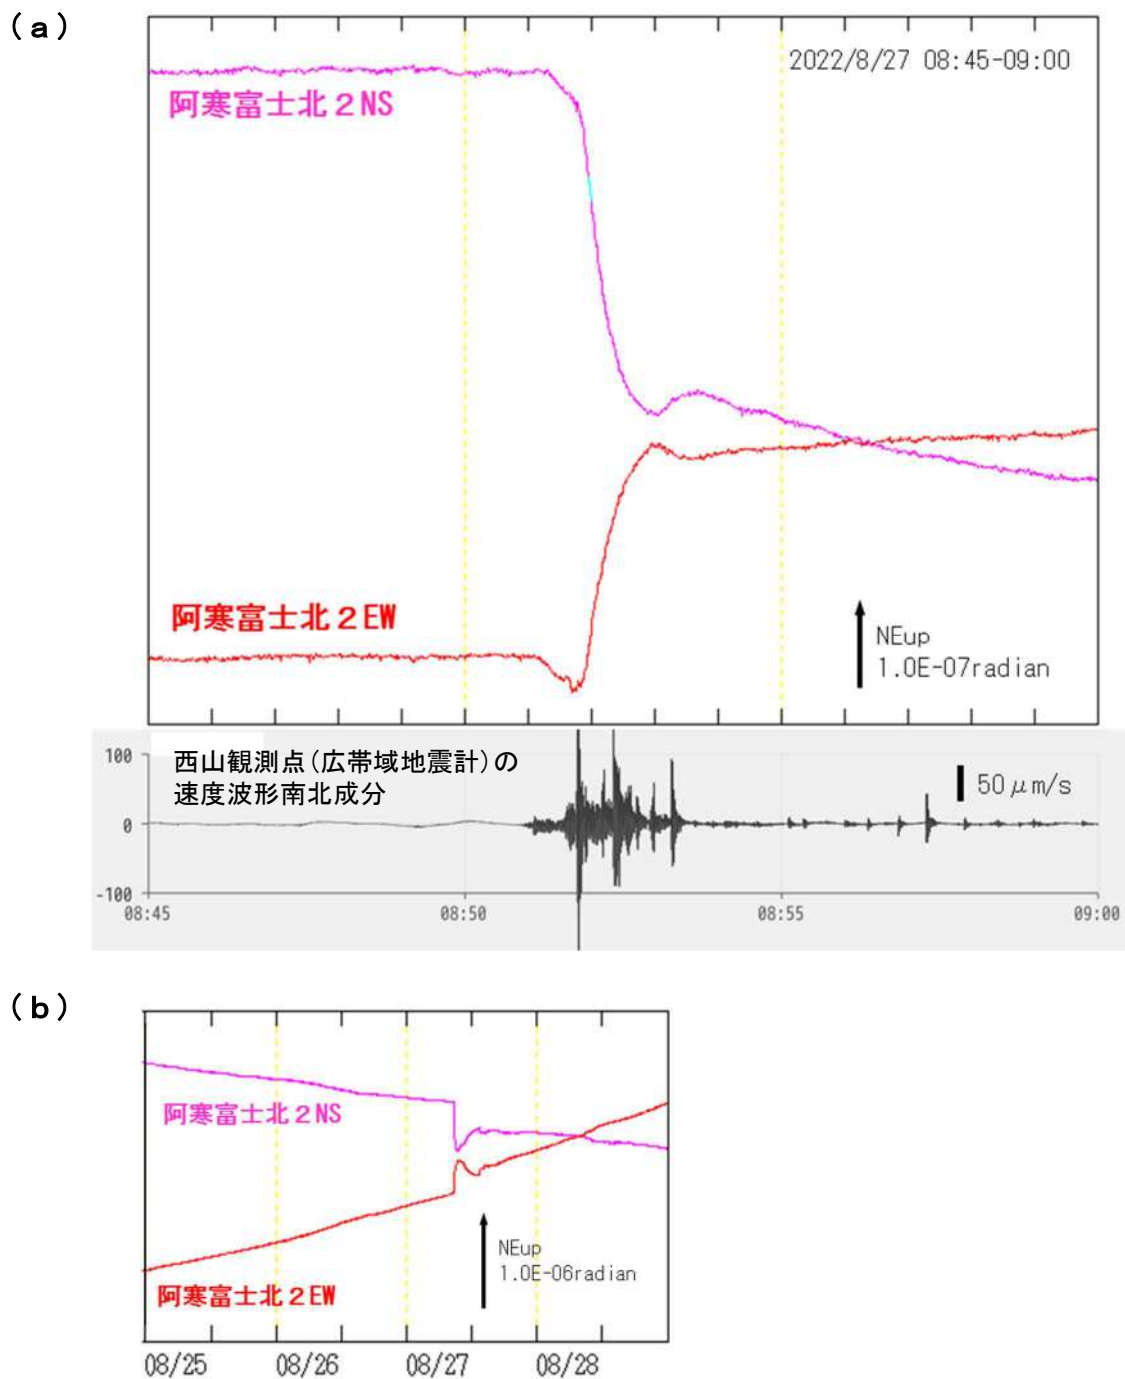 (a)
2022/8/27 08:45-09:00
阿寒富士北2NS
阿寒富士北2EW
NEup
1.0E-07radian
西山観測点(広帯域地震計)の
速度波形南北成分
50μm/s
100
0
-100
08:45 08:50 08:55 09:00
(b)
阿寒富士北2NS
NEup
1.0E-06radian
阿寒富士北2EW
08/25 08/26 08/27 08/28